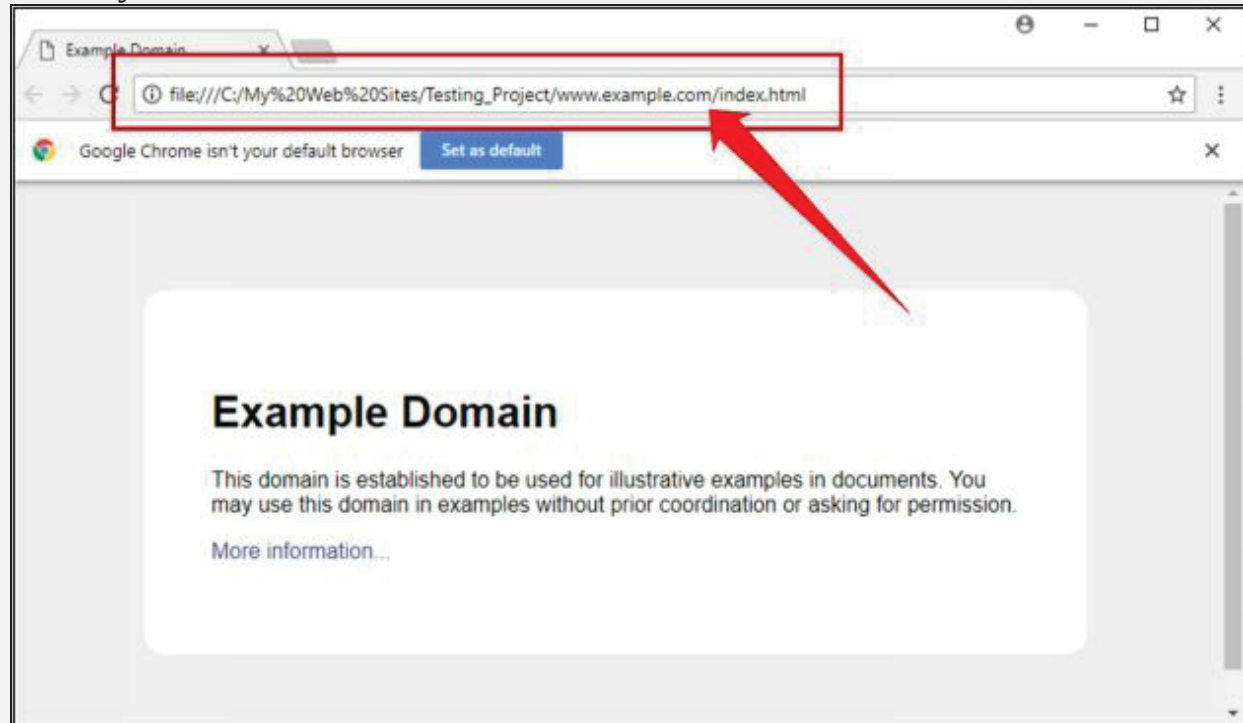 Example Domain
file:///C:/My%20Web%20Sites/Testing_Project/www.example.com/index.html
Google Chrome isn't your default browser Set as default
Example Domain
This domain is established to be used for illustrative examples in documents. You
may use this domain in examples without prior coordination or asking for permission.
More information...